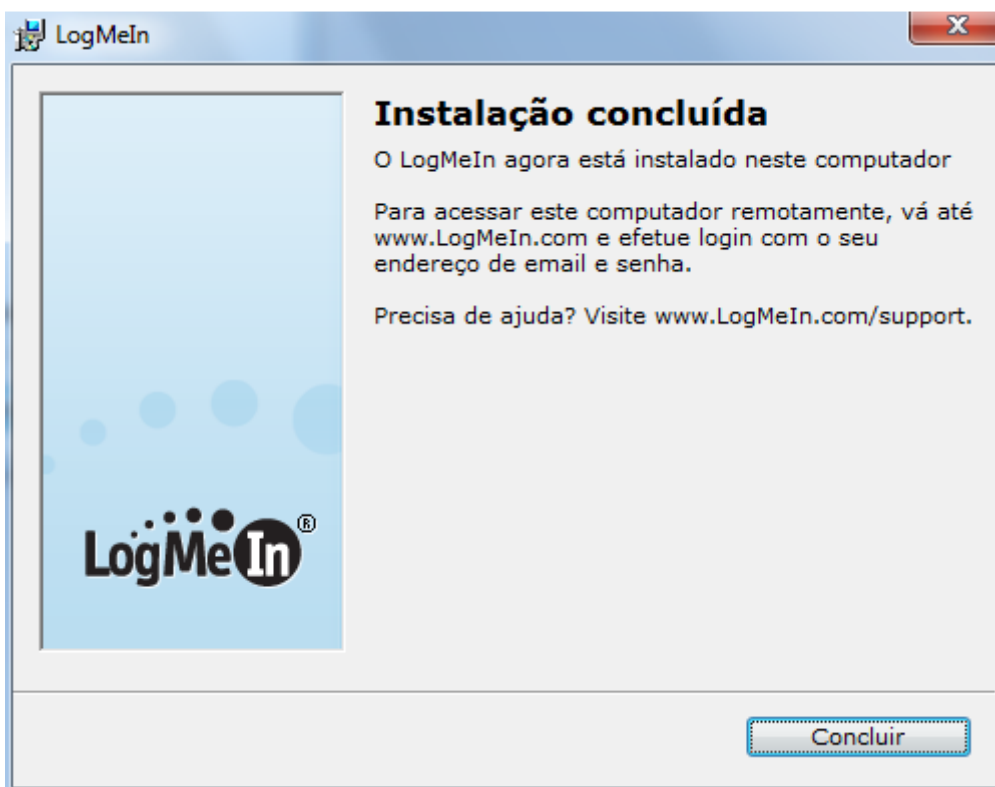 LogMeIn
Instalação concluída
O LogMeIn agora está instalado neste computador
Para acessar este computador remotamente, vá até
www.LogMeIn.com e efetue login com o seu
endereço de email e senha.
Precisa de ajuda? Visite www.LogMeIn.com/support.
LogMeIn®
Concluir